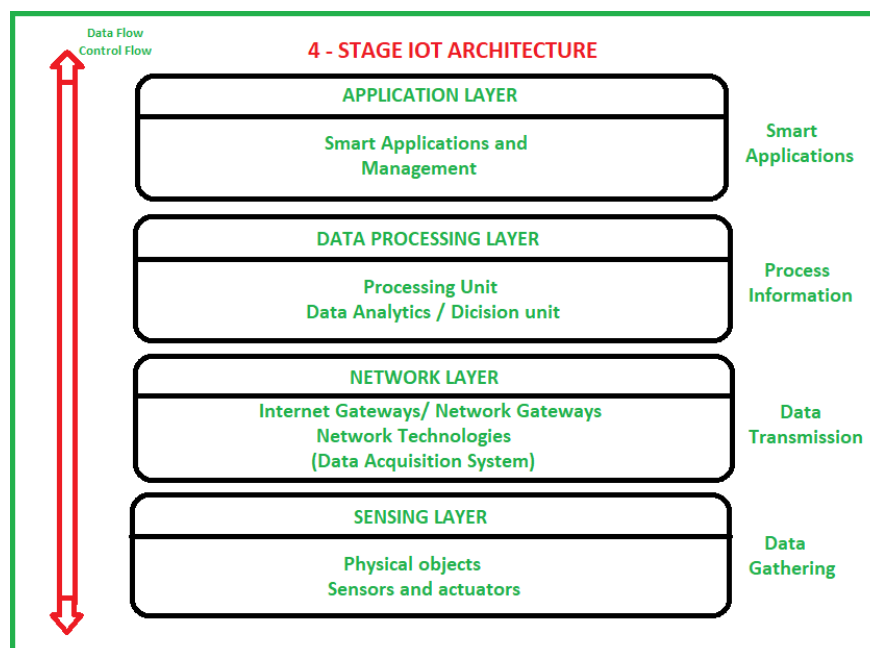 Data Flow
Control Flow
4 - STAGE IOT ARCHITECTURE
APPLICATION LAYER
Smart Applications and
Management
Smart
Applications
DATA PROCESSING LAYER
Processing Unit
Data Analytics / Dicision unit
Process
Information
NETWORK LAYER
Internet Gateways/ Network Gateways
Network Technologies
(Data Acquisition System)
Data
Transmission
SENSING LAYER
Physical objects
Sensors and actuators
Data
Gathering